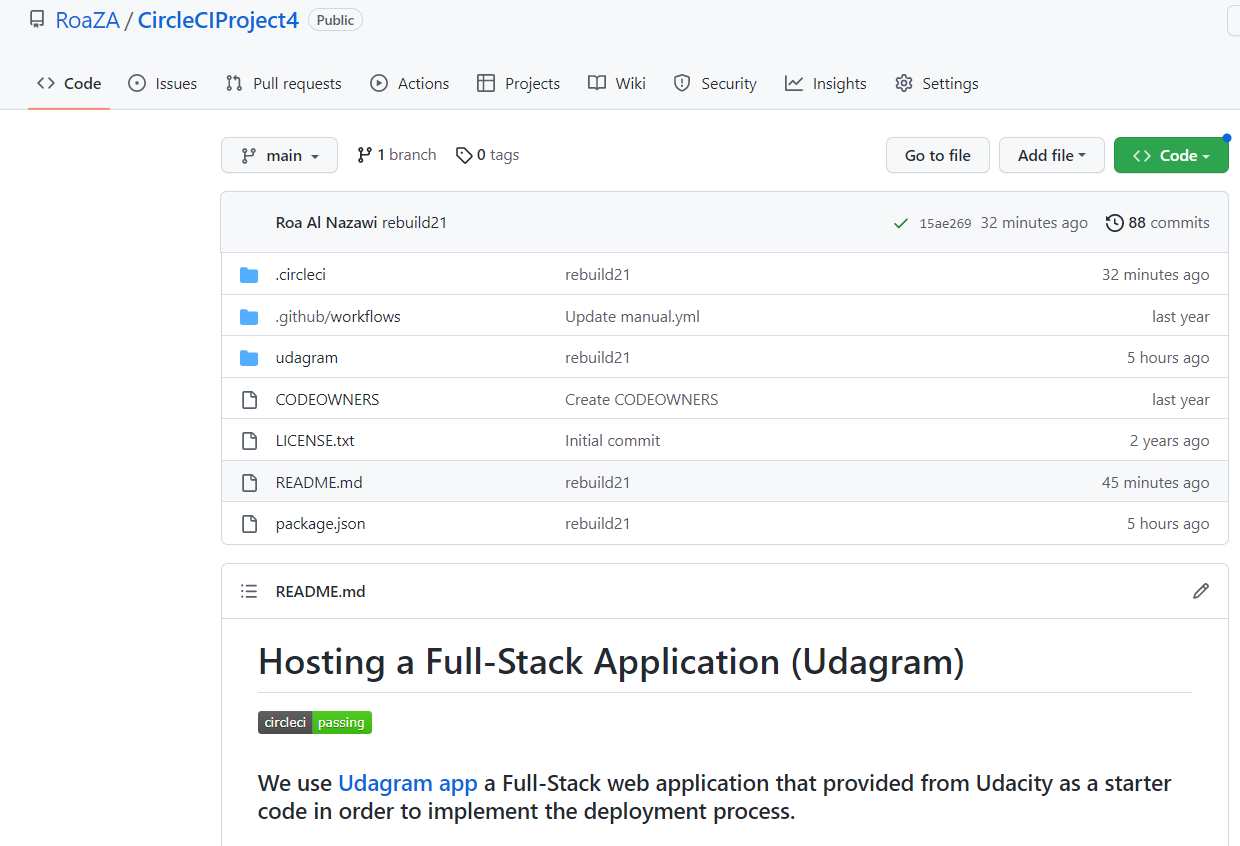 RoaZA / CircleCIProject4 Public
Code Issues Pull requests Actions Projects Wiki Security Insights Settings
main 1 branch 0 tags Go to file Add file Code
Roa Al Nazawi rebuild21 15ae269 32 minutes ago 88 commits
.circleci rebuild21 32 minutes ago
.github/workflows Update manual.yml last year
udagram rebuild21 5 hours ago
CODEOWNERS Create CODEOWNERS last year
LICENSE.txt Initial commit 2 years ago
README.md rebuild21 45 minutes ago
package.json rebuild21 5 hours ago
README.md
Hosting a Full-Stack Application (Udagram)
circleci passing
We use Udagram app a Full-Stack web application that provided from Udacity as a starter
code in order to implement the deployment process.